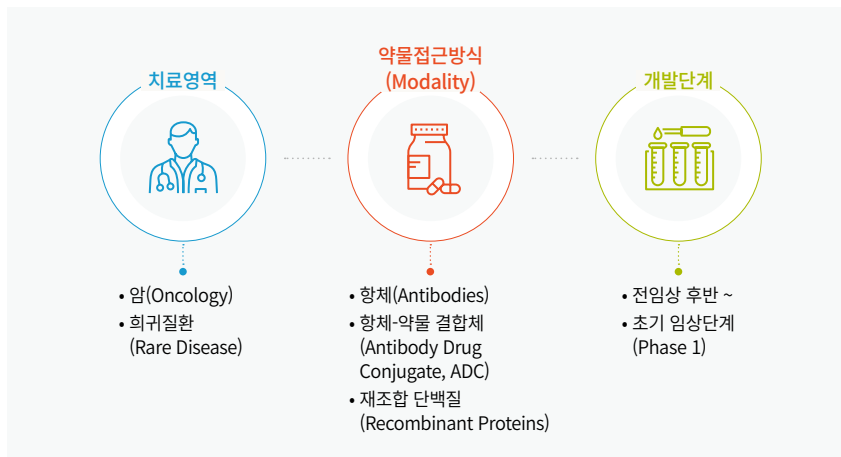 치료영역
• 암(Oncology)
• 희귀질환
(Rare Disease)
약물접근방식
(Modality)
• 항체(Antibodies)
• 항체-약물 결합체
(Antibody Drug
Conjugate, ADC)
• 재조합 단백질
(Recombinant Proteins)
개발단계
• 전임상 후반 ~
• 초기 임상단계
(Phase 1)